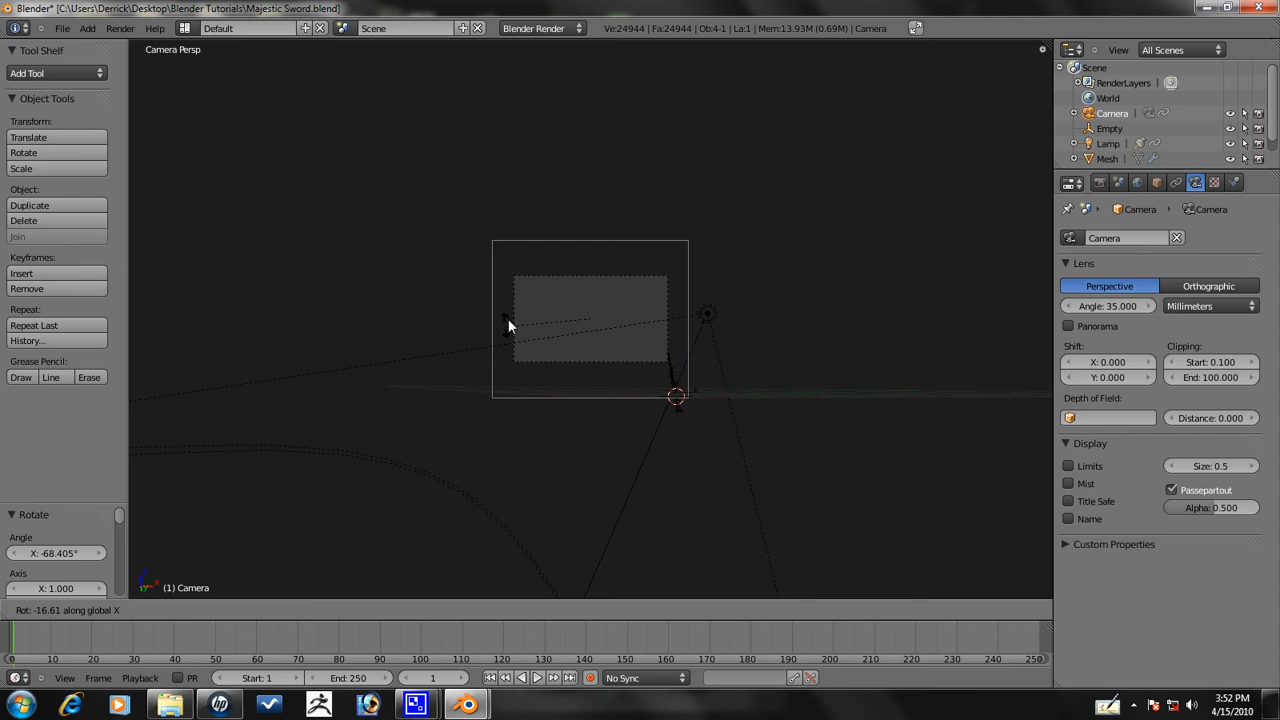 Blender* [C:\Users\Derrick\Desktop\Blender Tutorials\Majestic Sword.blend]
File Add Render Help Default Scene Blender Render Ve:24944 | Fa:24944 | Ob:4-1 | La:1 | Mem:13.93M (0.69M) | Camera
Tool Shelf
Add Tool
Object Tools
Transform:
Translate
Rotate
Scale
Object:
Duplicate
Delete
Join
Keyframes:
Insert
Remove
Repeat:
Repeat Last
History...
Grease Pencil:
Draw Line Erase
Rotate
Angle
X: -68.405°
Axis
X: 1.000
Camera Persp
(1) Camera
Rot: -16.61 along global X
View All Scenes
Scene
RenderLayers
World
Camera
Empty
Lamp
Mesh
Camera Camera
Camera
Lens
Perspective Orthographic
Angle: 35.000 Millimeters
Panorama
Shift: Clipping:
X: 0.000 Start: 0.100
Y: 0.000 End: 100.000
Depth of Field:
Distance: 0.000
Display
Limits Size: 0.5
Mist Passepartout
Title Safe Alpha: 0.500
Name
Custom Properties
0 10 20 30 40 50 60 70 80 90 100 110 120 130 140 150 160 170 180 190 200 210 220 230 240 250
View Frame Playback PR Start: 1 End: 250 1 No Sync
3:52 PM
4/15/2010